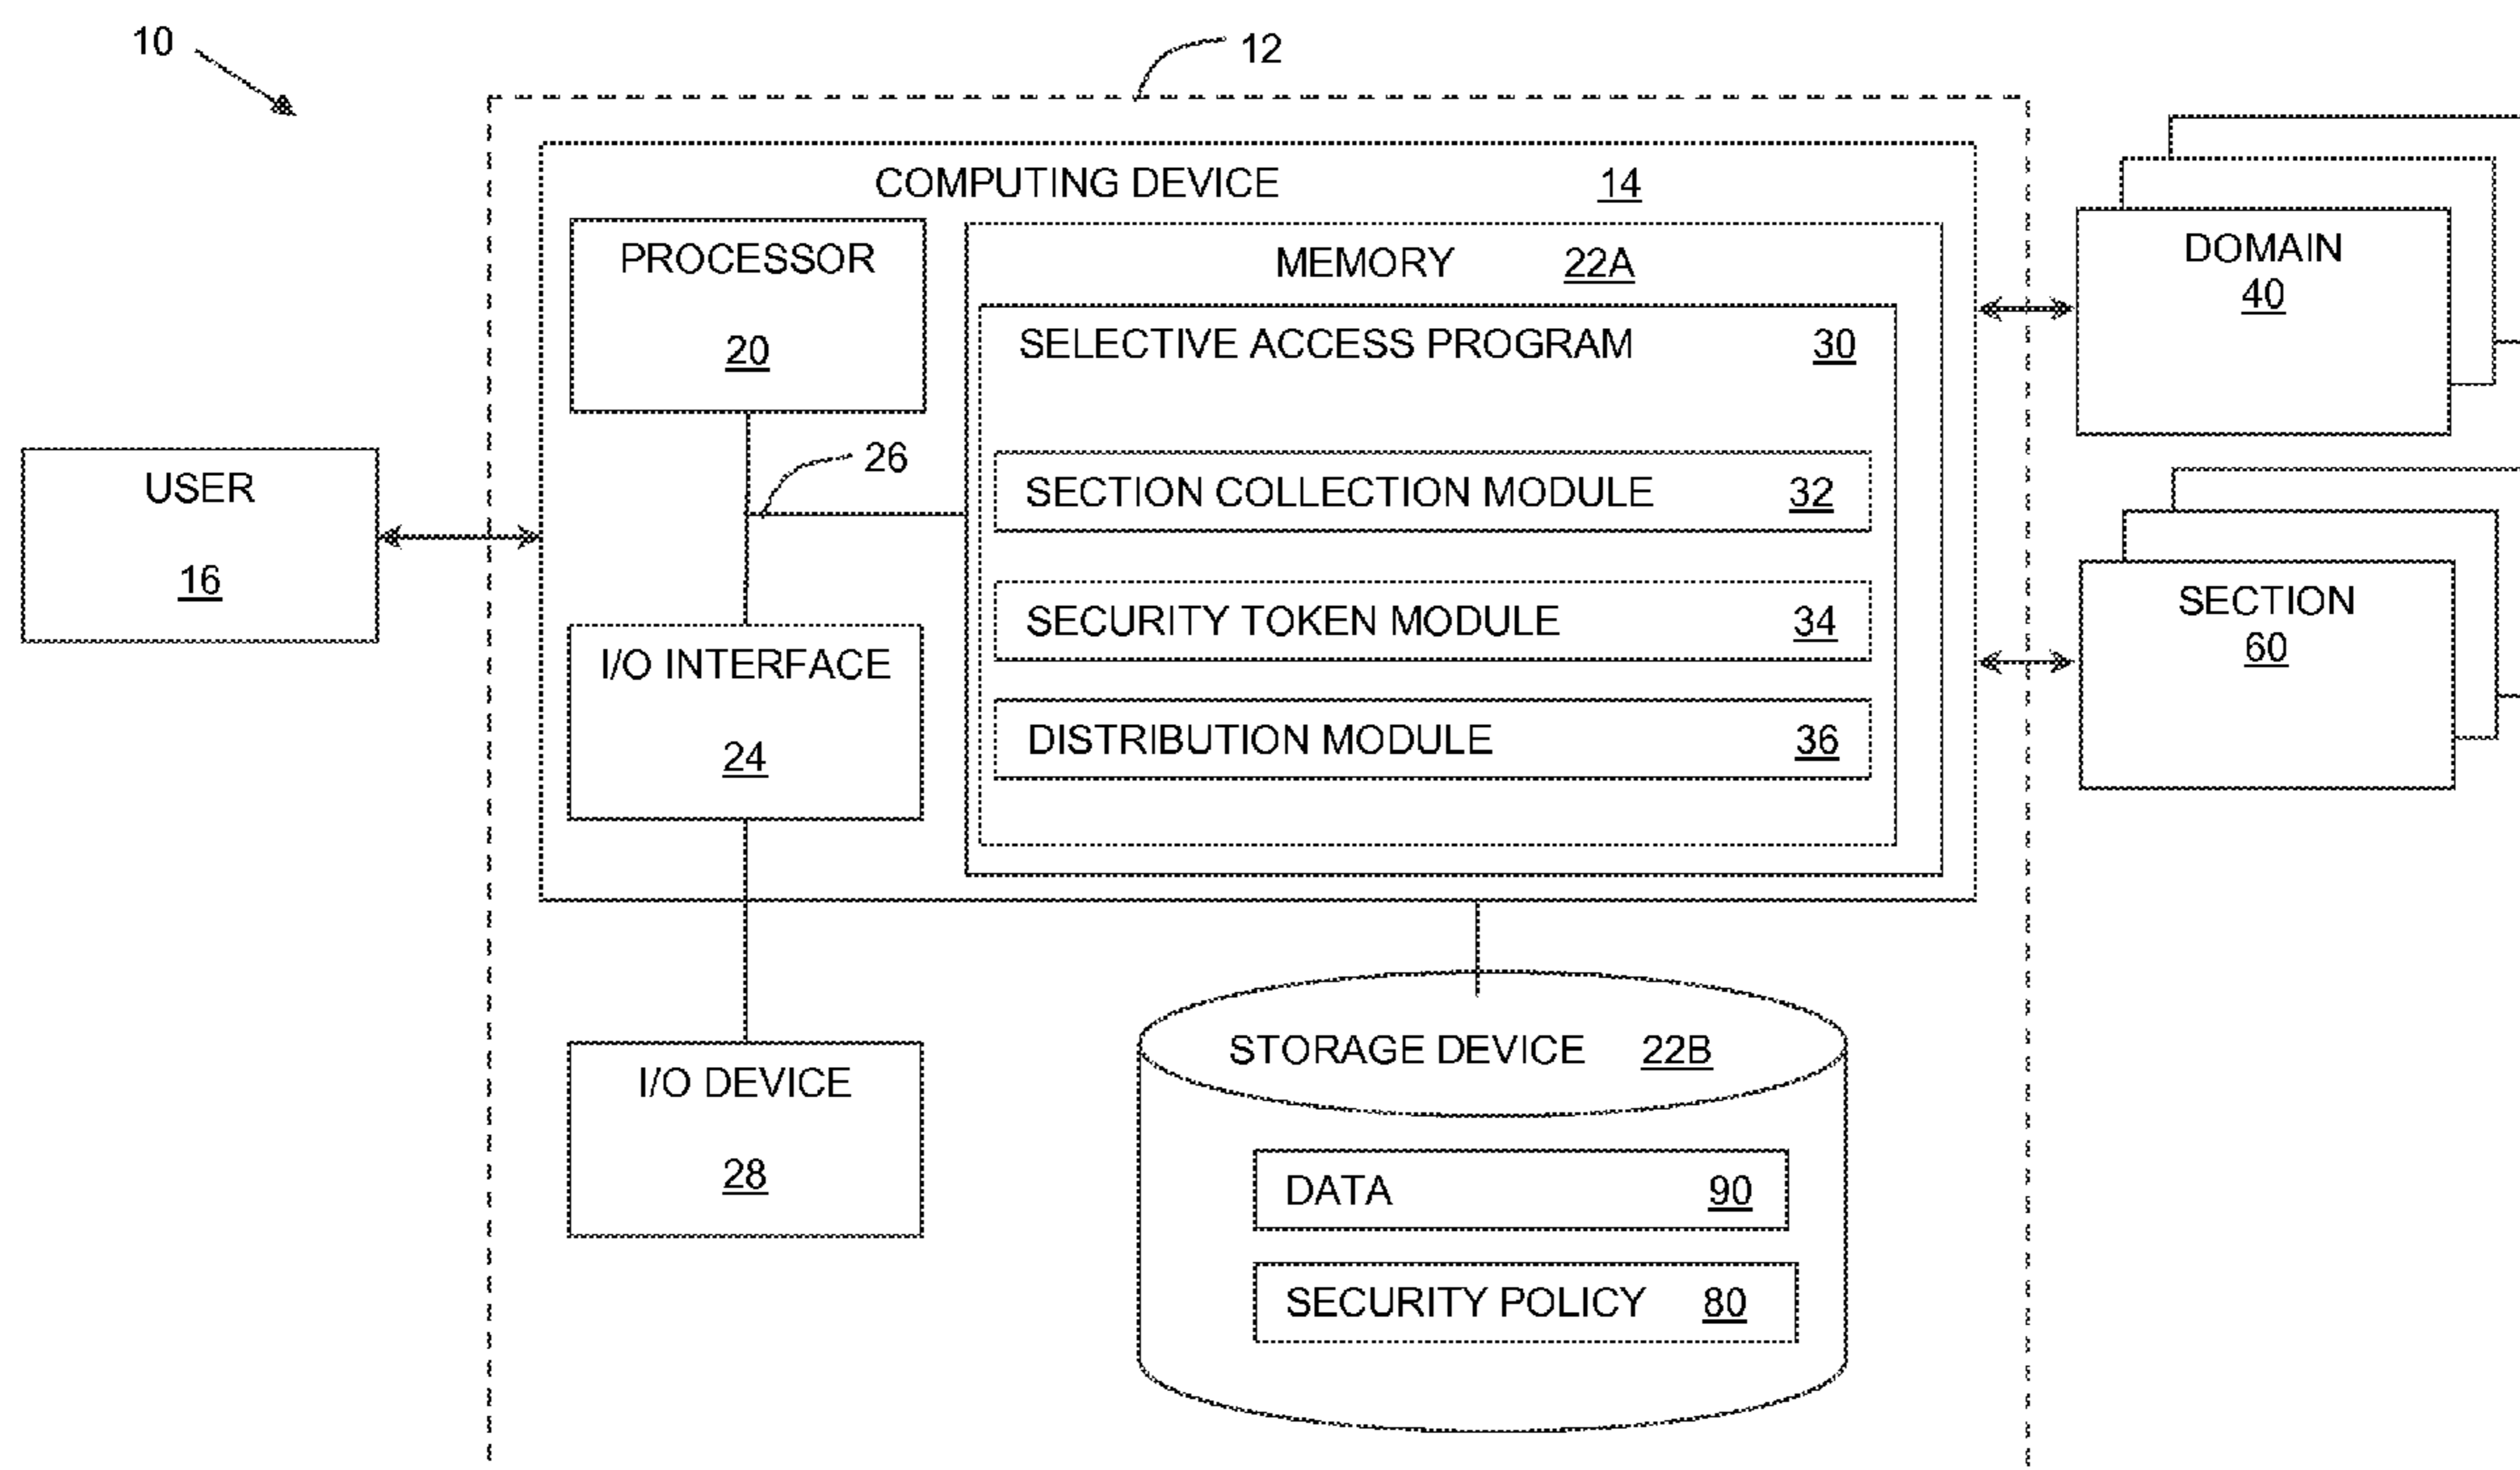 10
12
COMPUTING DEVICE 14
PROCESSOR
20
MEMORY 22A
SELECTIVE ACCESS PROGRAM 30
SECTION COLLECTION MODULE 32
SECURITY TOKEN MODULE 34
DISTRIBUTION MODULE 36
26
USER
16
I/O INTERFACE
24
I/O DEVICE
28
STORAGE DEVICE 22B
DATA 90
SECURITY POLICY 80
DOMAIN
40
SECTION
60